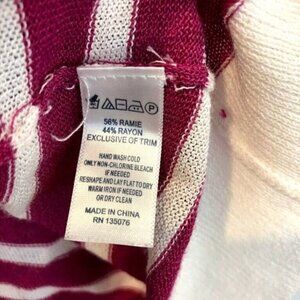 P
56% RAMIE
44% RAYON
EXCLUSIVE OF TRIM
HAND WASH COLD
ONLY NON-CHLORINE BLEACH
IF NEEDED
RESHAPE AND LAY FLAT TO DRY
WARM IRON IF NEEDED
OR DRY CLEAN
MADE IN CHINA
RN 135076